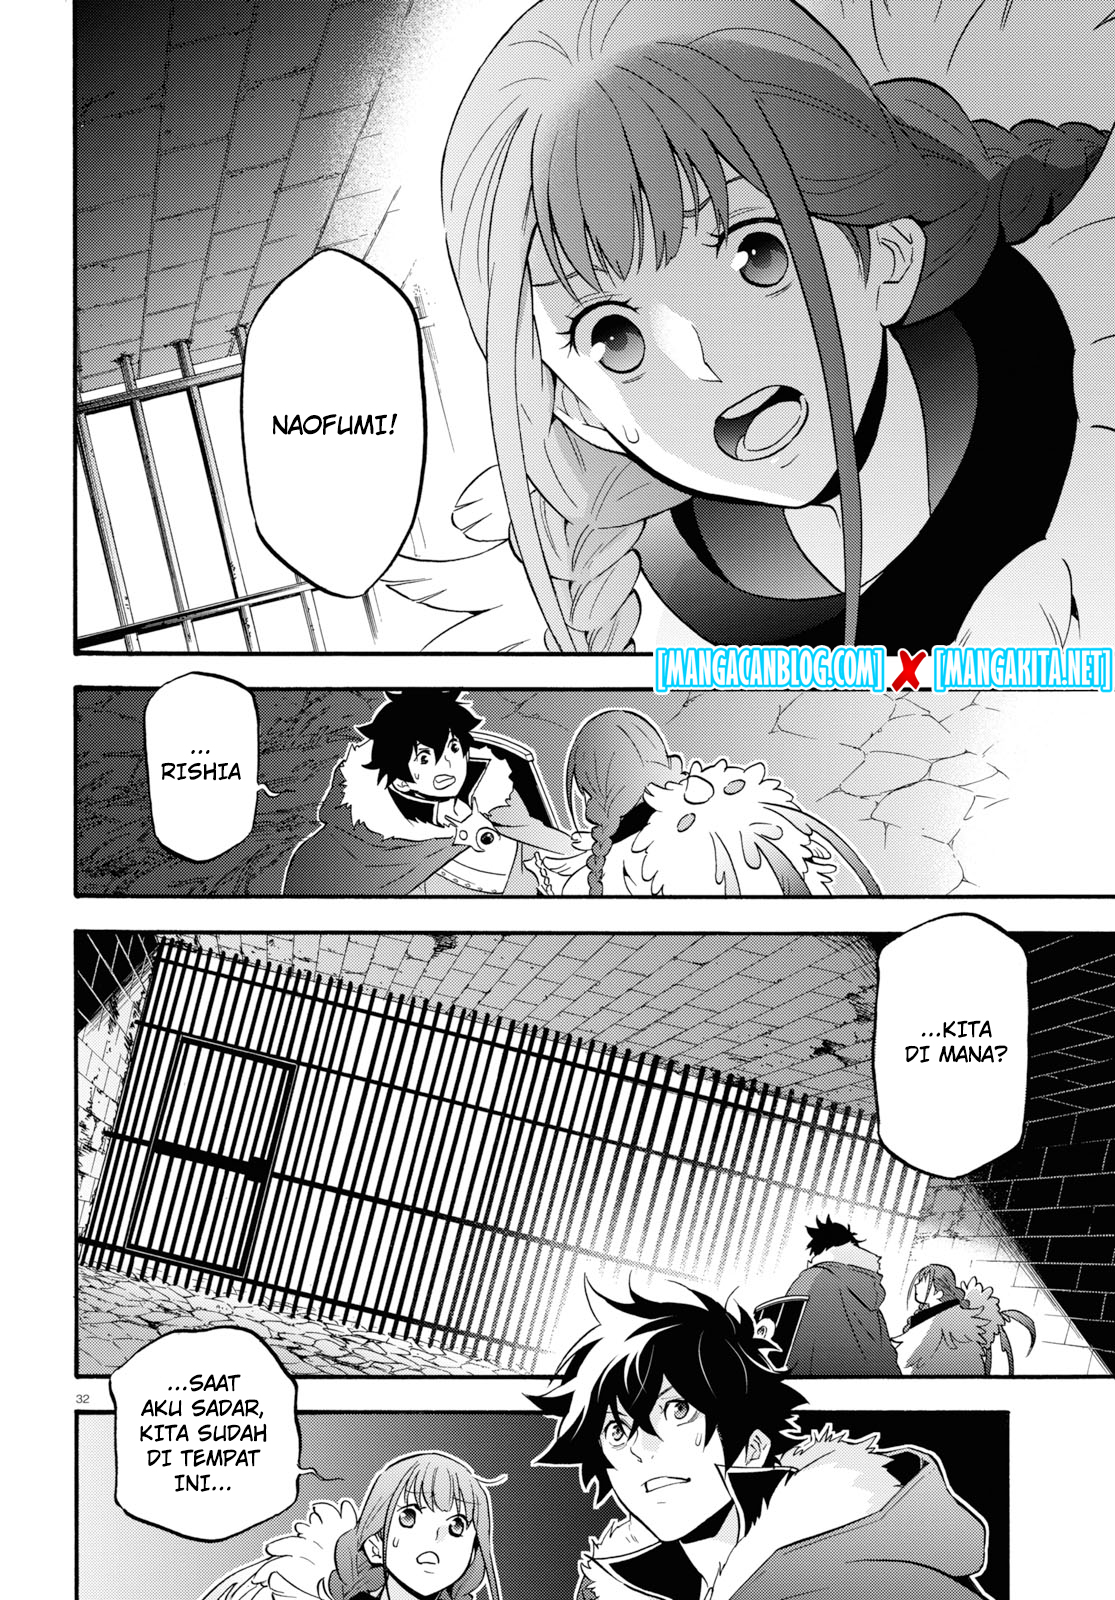 NAOFUMI!
[MANGACANBLOG.COM] X [MANGAKITA.NET]
...
RISHIA
...KITA
DI MANA?
32
...SAAT
AKU SADAR,
KITA SUDAH
DI TEMPAT
INI...